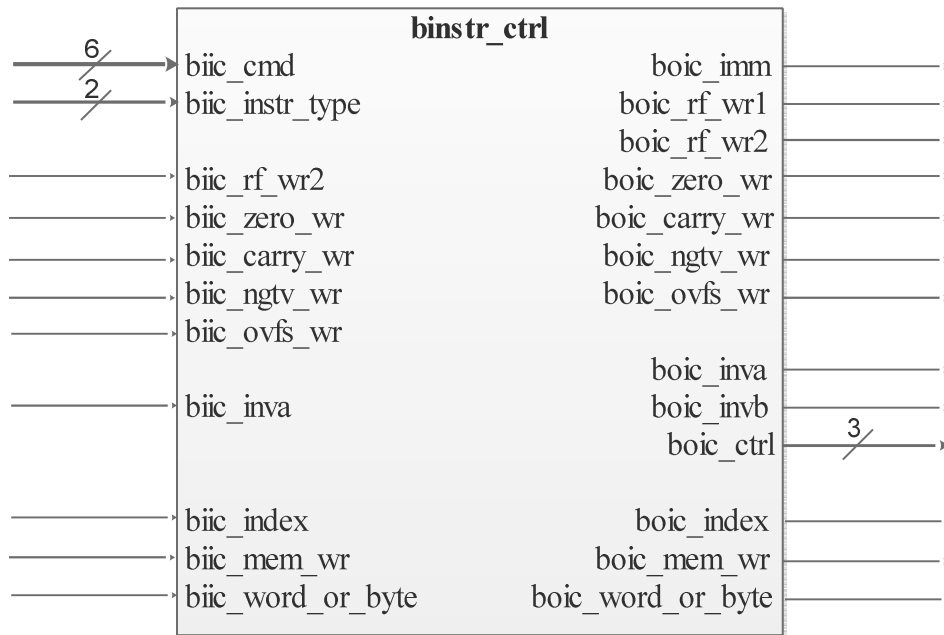 binstr_ctrl
6
biic_cmd boic_imm
2
biic_instr_type boic_rf_wr1
boic_rf_wr2
biic_rf_wr2 boic_zero_wr
biic_zero_wr boic_carry_wr
biic_carry_wr boic_ngtv_wr
biic_ngtv_wr boic_ovfs_wr
biic_ovfs_wr
boic_inva
biic_inva boic_invb
3
boic_ctrl
biic_index boic_index
biic_mem_wr boic_mem_wr
biic_word_or_byte boic_word_or_byte